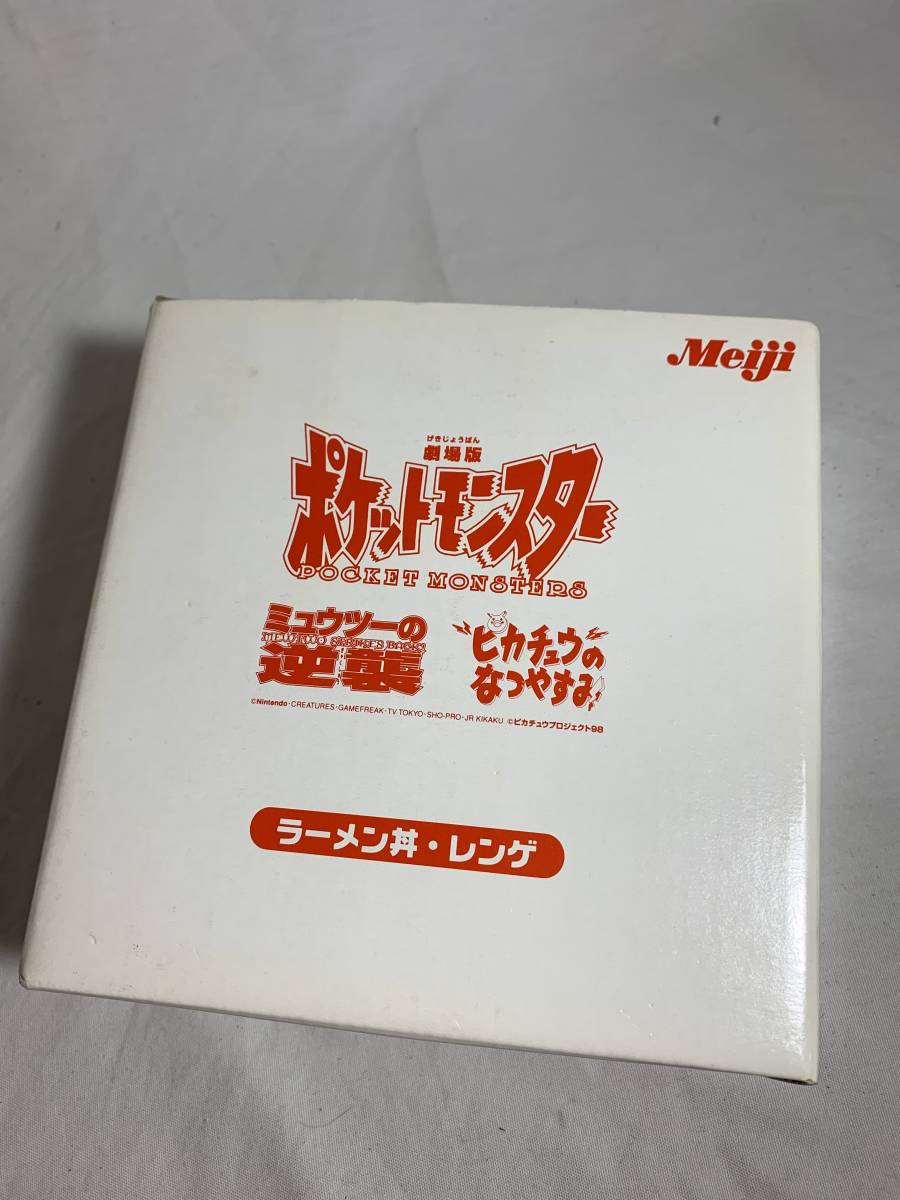 Meiji
げきじょうばん
劇場版
ポケットモンスター
POCKET MONSTERS
ミュウツーの
MEWTWO STRIKES BACK!
逆襲
ピカチュウの
なつやすみ
©Nintendo・CREATURES・GAMEFREAK・TV TOKYO・SHO-PRO・JR KIKAKU ©ピカチュウプロジェクト98
ラーメン丼・レンゲ